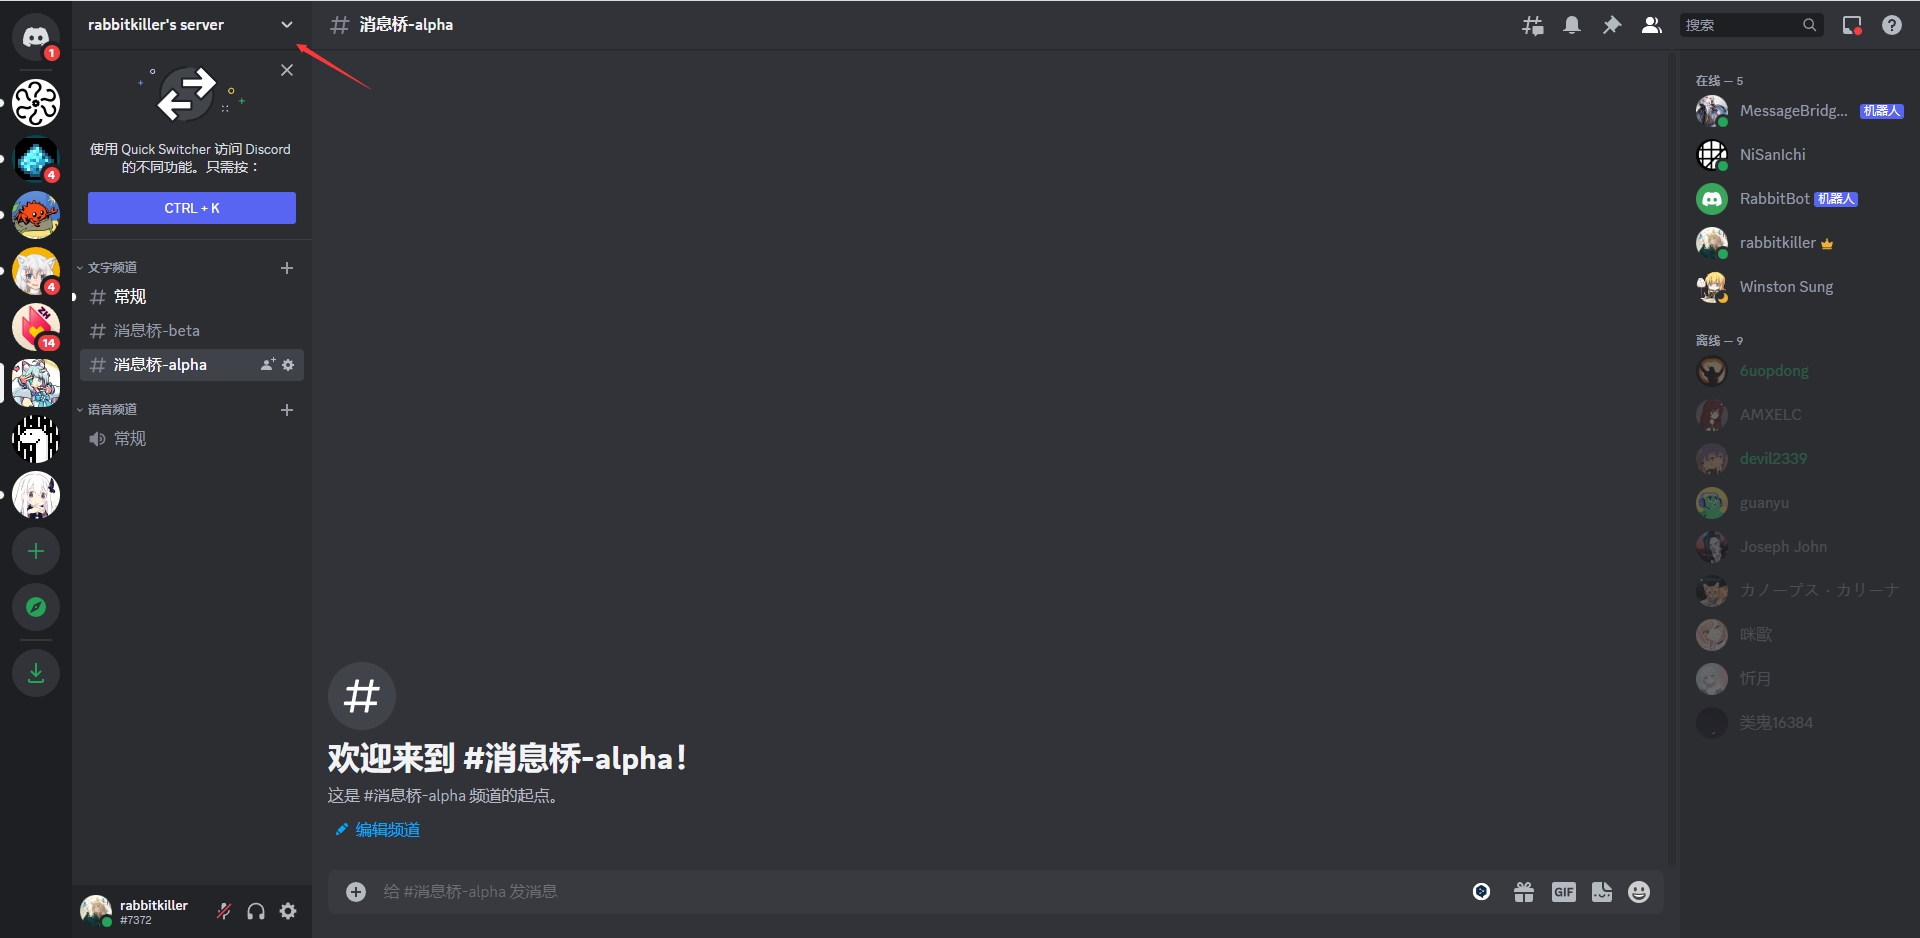 rabbitkiller's server
消息桥-alpha
搜索
1
4
4
ZH
14
使用 Quick Switcher 访问 Discord
的不同功能。只需按：
CTRL + K
文字频道
常规
消息桥-beta
消息桥-alpha
语音频道
常规
rabbitkiller
#7372
欢迎来到 #消息桥-alpha！
这是 #消息桥-alpha 频道的起点。
编辑频道
给 #消息桥-alpha 发消息
GIF
在线 — 5
MessageBridg... 机器人
NiSanIchi
RabbitBot 机器人
rabbitkiller
Winston Sung
离线 — 9
6uopdong
AMXELC
devil2339
guanyu
Joseph John
カノープス・カリーナ
咪歐
忻月
类鬼16384